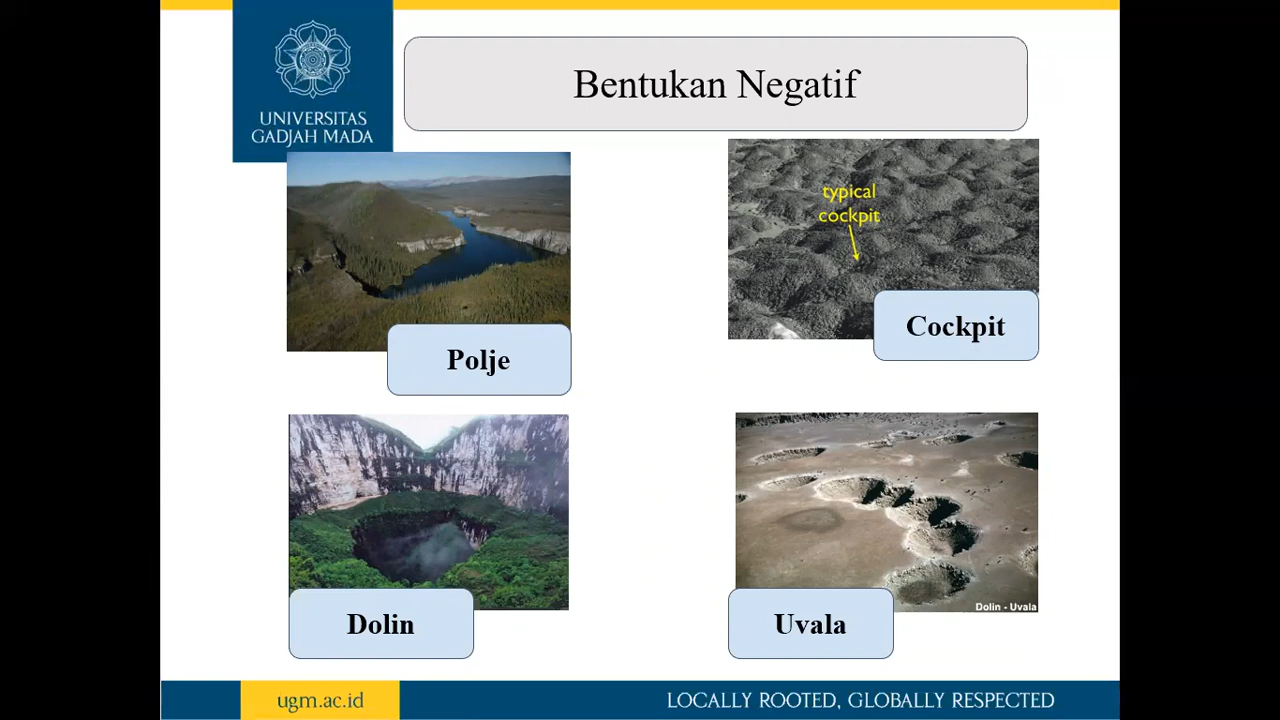 UNIVERSITAS
GADJAH MADA
Bentukan Negatif
typical
cockpit
Polje
Cockpit
Dolin
Dolin - Uvala
Uvala
ugm.ac.id
LOCALLY ROOTED, GLOBALLY RESPECTED